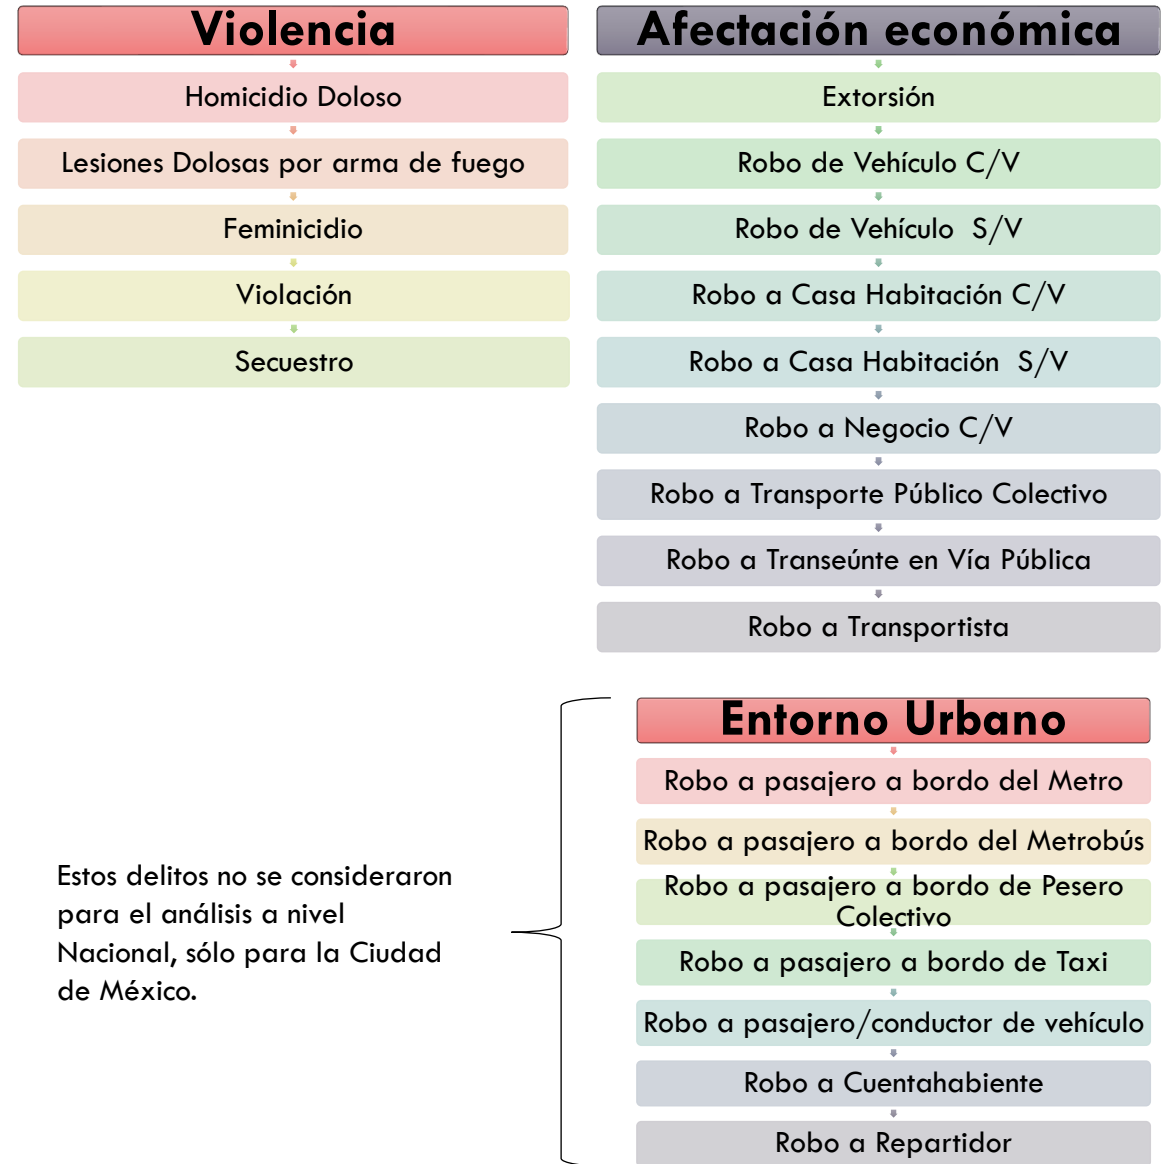 Violencia
Homicidio Doloso
Lesiones Dolosas por arma de fuego
Feminicidio
Violación
Secuestro
Afectación económica
Extorsión
Robo de Vehículo C/V
Robo de Vehículo S/V
Robo a Casa Habitación C/V
Robo a Casa Habitación S/V
Robo a Negocio C/V
Robo a Transporte Público Colectivo
Robo a Transeúnte en Vía Pública
Robo a Transportista
Estos delitos no se consideraron
para el análisis a nivel
Nacional, sólo para la Ciudad
de México.
Entorno Urbano
Robo a pasajero a bordo del Metro
Robo a pasajero a bordo del Metrobús
Robo a pasajero a bordo de Pesero
Colectivo
Robo a pasajero a bordo de Taxi
Robo a pasajero/conductor de vehículo
Robo a Cuentahabiente
Robo a Repartidor